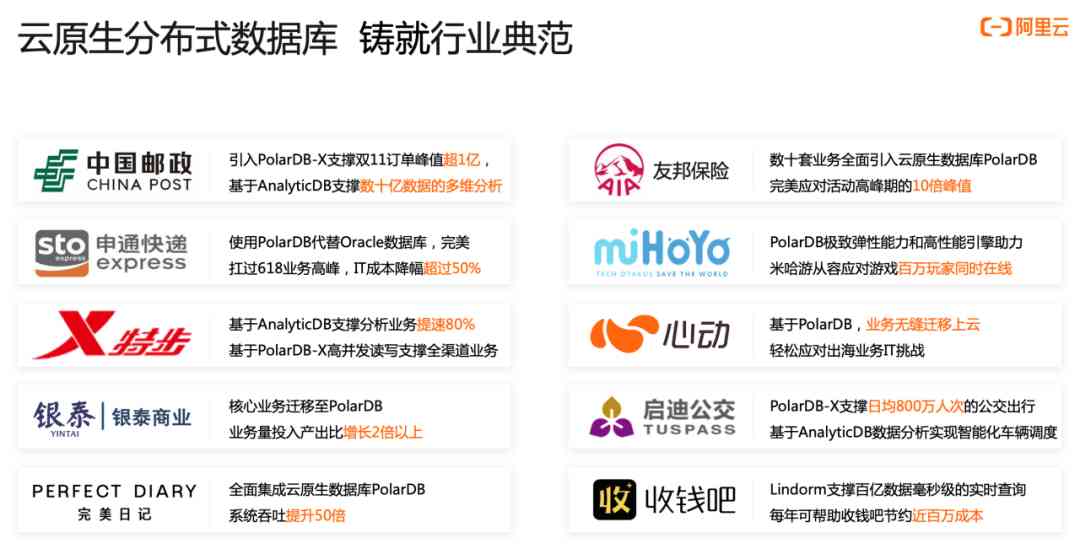 云原生分布式数据库 铸就行业典范
阿里云
中国邮政
CHINA POST
引入PolarDB-X支撑双11订单峰值超1亿，
基于AnalyticDB支撑数十亿数据的多维分析
sto
express
申通快递
express
使用PolarDB代替Oracle数据库，完美
扛过618业务高峰，IT成本降幅超过50%
特步
基于AnalyticDB支撑分析业务提速80%
基于PolarDB-X高并发读写支撑全渠道业务
银泰
YINTAI
银泰商业
核心业务迁移至PolarDB
业务量投入产出比增长2倍以上
PERFECT DIARY
完美日记
全面集成云原生数据库PolarDB
系统吞吐提升50倍
AIA
友邦保险
数十套业务全面引入云原生数据库PolarDB
完美应对活动高峰期的10倍峰值
miHoYo
TECH OTAKUS SAVE THE WORLD
PolarDB极致弹性能力和高性能引擎助力
米哈游从容应对游戏百万玩家同时在线
心动
基于PolarDB，业务无缝迁移上云
轻松应对出海业务IT挑战
启迪公交
TUSPASS
PolarDB-X支撑日均800万人次的公交出行
基于AnalyticDB数据分析实现智能化车辆调度
收
收钱吧
Lindorm支撑百亿数据毫秒级的实时查询
每年可帮助收钱吧节约近百万成本